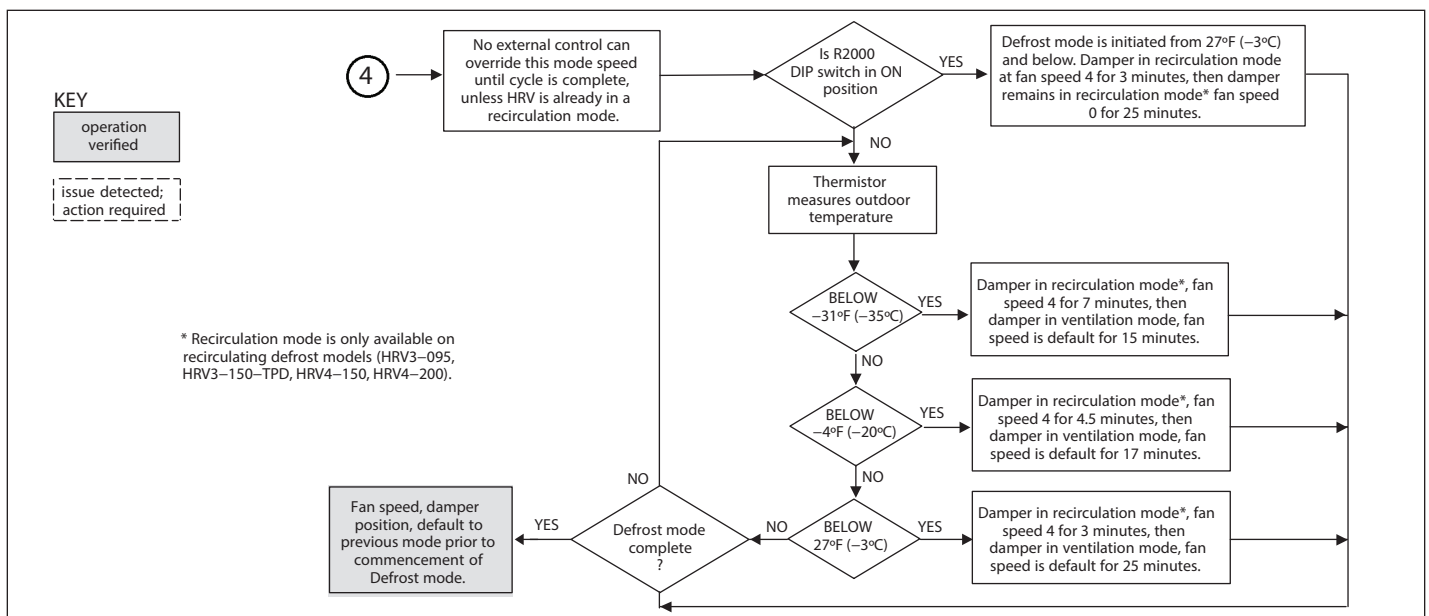 4
No external control can
override this mode speed
until cycle is complete,
unless HRV is already in a
recirculation mode.
Is R2000
DIP switch in ON
position
YES
Defrost mode is initiated from 27ºF (−3ºC)
and below. Damper in recirculation mode
at fan speed 4 for 3 minutes, then damper
remains in recirculation mode* fan speed
0 for 25 minutes.
KEY
operation
verified
issue detected;
action required
NO
Thermistor
measures outdoor
temperature
BELOW
−31ºF (−35ºC)
YES
Damper in recirculation mode*, fan
speed 4 for 7 minutes, then
damper in ventilation mode, fan
speed is default for 15 minutes.
* Recirculation mode is only available on
recirculating defrost models (HRV3−095,
HRV3−150−TPD, HRV4−150, HRV4−200).
NO
BELOW
−4ºF (−20ºC)
YES
Damper in recirculation mode*, fan
speed 4 for 4.5 minutes, then
damper in ventilation mode, fan
speed is default for 17 minutes.
NO
BELOW
27ºF (−3ºC)
YES
Damper in recirculation mode*, fan
speed 4 for 3 minutes, then
damper in ventilation mode, fan
speed is default for 25 minutes.
NO
Defrost mode
complete
?
NO
YES
Fan speed, damper
position, default to
previous mode prior to
commencement of
Defrost mode.